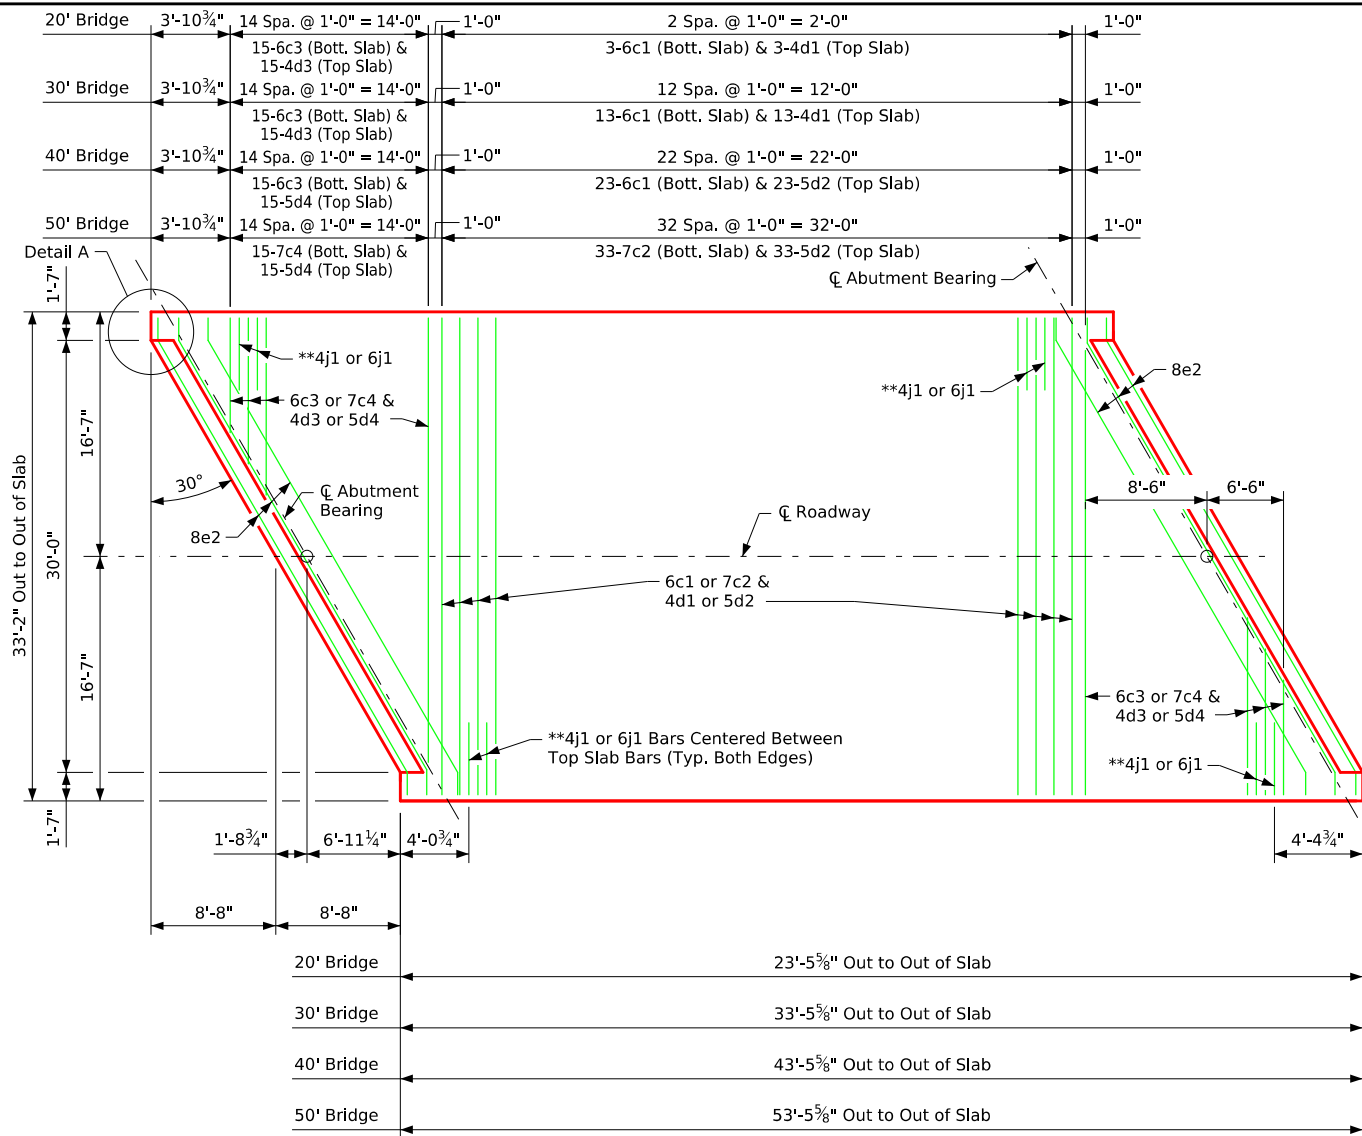 20' Bridge 3'-10¾" 14 Spa. @ 1'-0" = 14'-0" 1'-0" 2 Spa. @ 1'-0" = 2'-0" 1'-0"
15-6c3 (Bott. Slab) & 3-6c1 (Bott. Slab) & 3-4d1 (Top Slab)
15-4d3 (Top Slab)
30' Bridge 3'-10¾" 14 Spa. @ 1'-0" = 14'-0" 1'-0" 12 Spa. @ 1'-0" = 12'-0" 1'-0"
15-6c3 (Bott. Slab) & 13-6c1 (Bott. Slab) & 13-4d1 (Top Slab)
15-4d3 (Top Slab)
40' Bridge 3'-10¾" 14 Spa. @ 1'-0" = 14'-0" 1'-0" 22 Spa. @ 1'-0" = 22'-0" 1'-0"
15-6c3 (Bott. Slab) & 23-6c1 (Bott. Slab) & 23-5d2 (Top Slab)
15-5d4 (Top Slab)
50' Bridge 3'-10¾" 14 Spa. @ 1'-0" = 14'-0" 1'-0" 32 Spa. @ 1'-0" = 32'-0" 1'-0"
15-7c4 (Bott. Slab) & 33-7c2 (Bott. Slab) & 33-5d2 (Top Slab)
15-5d4 (Top Slab)
Detail A
℄ Abutment Bearing
1'-7"
**4j1 or 6j1
8e2
**4j1 or 6j1
6c3 or 7c4 &
4d3 or 5d4
16'-7"
30°
℄ Abutment
Bearing
8'-6" 6'-6"
℄ Roadway
8e2
33'-2" Out to Out of Slab
30'-0"
6c1 or 7c2 &
4d1 or 5d2
16'-7"
6c3 or 7c4 &
4d3 or 5d4
**4j1 or 6j1 Bars Centered Between
Top Slab Bars (Typ. Both Edges)
**4j1 or 6j1
1'-7"
1'-8¾" 6'-11¼" 4'-0¾" 4'-4¾"
8'-8" 8'-8"
20' Bridge 23'-5⅝" Out to Out of Slab
30' Bridge 33'-5⅝" Out to Out of Slab
40' Bridge 43'-5⅝" Out to Out of Slab
50' Bridge 53'-5⅝" Out to Out of Slab